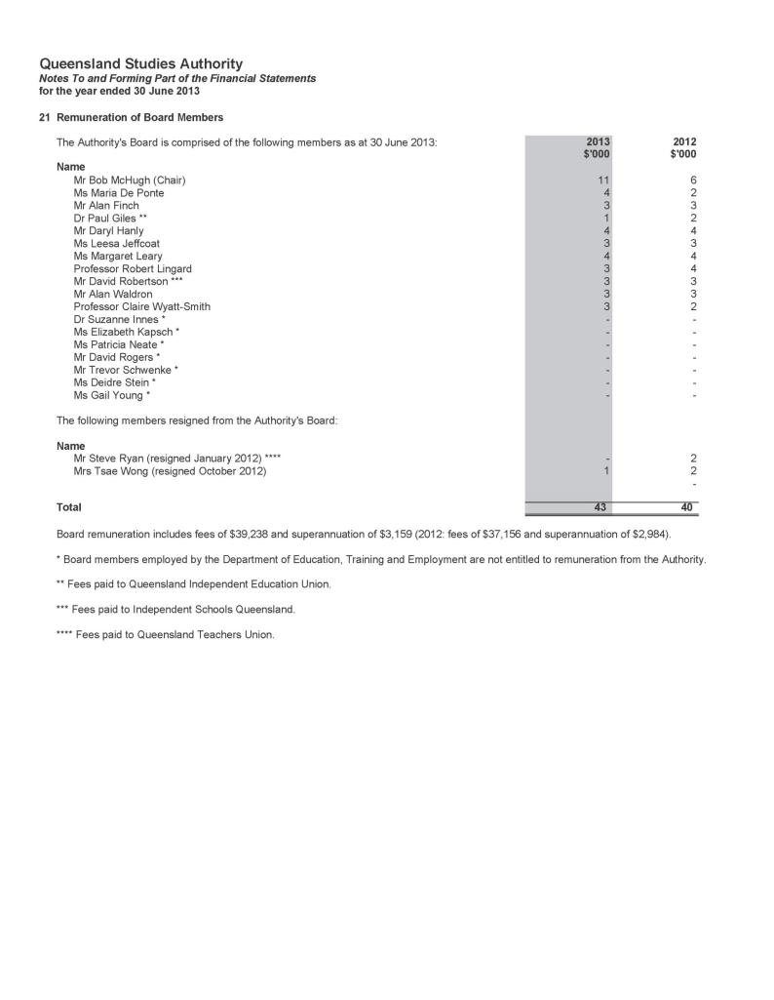 Queensland Studies Authority
Notes To and Forming Part of the Financial Statements
for the year ended 30 June 2013
21 Remuneration of Board Members
The Authority's Board is comprised of the following members as at 30 June 2013: 2013 2012
$'000 $'000
Name
Mr Bob McHugh (Chair) 11 6
Ms Maria De Ponte 4 2
Mr Alan Finch 3 3
Dr Paul Giles ** 1 2
Mr Daryl Hanly 4 4
Ms Leesa Jeffcoat 3 3
Ms Margaret Leary 4 4
Professor Robert Lingard 3 4
Mr David Robertson *** 3 3
Mr Alan Waldron 3 3
Professor Claire Wyatt-Smith 3 2
Dr Suzanne Innes * - -
Ms Elizabeth Kapsch * - -
Ms Patricia Neate * - -
Mr David Rogers * - -
Mr Trevor Schwenke * - -
Ms Deidre Stein * - -
Ms Gail Young * - -
The following members resigned from the Authority's Board:
Name
Mr Steve Ryan (resigned January 2012) **** - 2
Mrs Tsae Wong (resigned October 2012) 1 2
-
Total 43 40
Board remuneration includes fees of $39,238 and superannuation of $3,159 (2012: fees of $37,156 and superannuation of $2,984).
* Board members employed by the Department of Education, Training and Employment are not entitled to remuneration from the Authority.
** Fees paid to Queensland Independent Education Union.
*** Fees paid to Independent Schools Queensland.
**** Fees paid to Queensland Teachers Union.